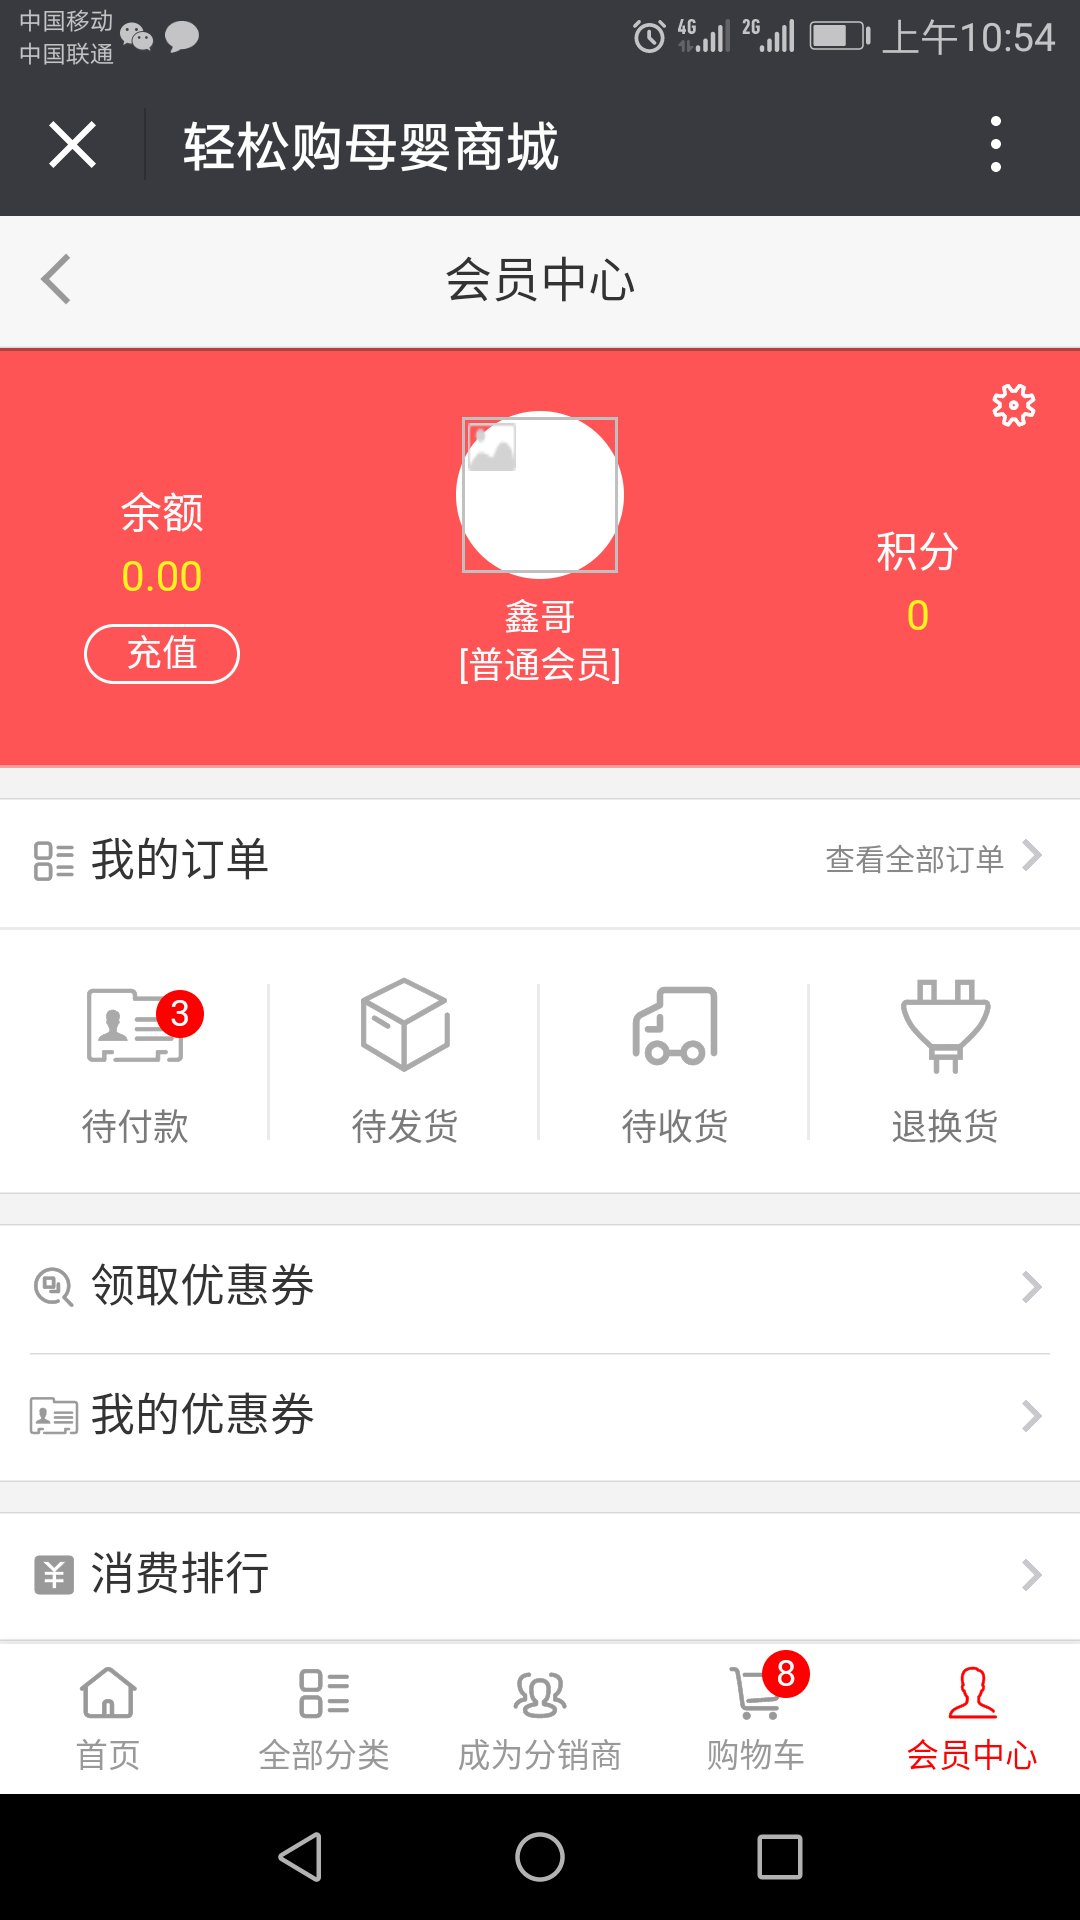 中国移动
中国联通
4G
2G
上午10:54
轻松购母婴商城
会员中心
余额
0.00
充值
鑫哥
[普通会员]
积分
0
我的订单
查看全部订单
3
待付款
待发货
待收货
退换货
领取优惠券
我的优惠券
¥
消费排行
8
首页
全部分类
成为分销商
购物车
会员中心